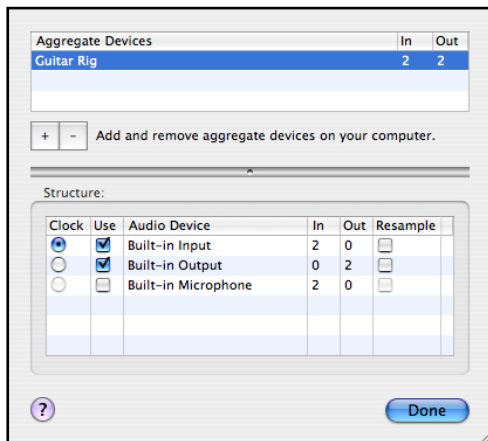 Aggregate Devices In Out
Guitar Rig 2 2
+ - Add and remove aggregate devices on your computer.
Structure:
Clock Use Audio Device In Out Resample
Built-in Input 2 0
Built-in Output 0 2
Built-in Microphone 2 0
? Done